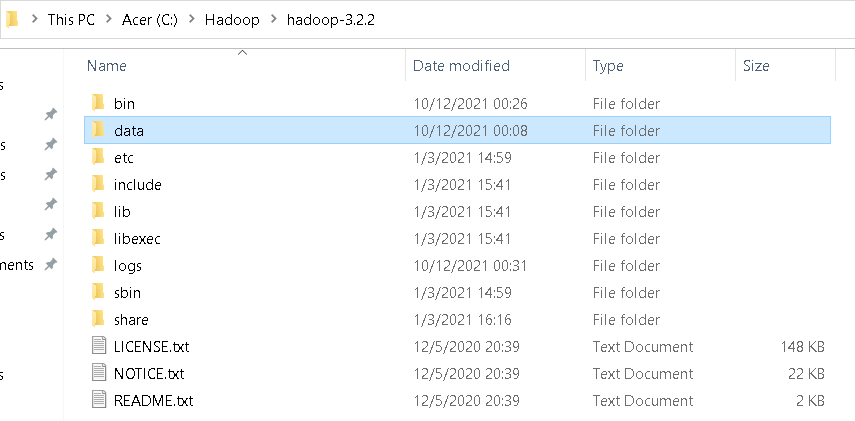 This PC > Acer (C:) > Hadoop > hadoop-3.2.2
Name Date modified Type Size
bin 10/12/2021 00:26 File folder
data 10/12/2021 00:08 File folder
etc 1/3/2021 14:59 File folder
include 1/3/2021 15:41 File folder
lib 1/3/2021 15:41 File folder
libexec 1/3/2021 15:41 File folder
logs 10/12/2021 00:31 File folder
sbin 1/3/2021 14:59 File folder
share 1/3/2021 16:16 File folder
LICENSE.txt 12/5/2020 20:39 Text Document 148 KB
NOTICE.txt 12/5/2020 20:39 Text Document 22 KB
README.txt 12/5/2020 20:39 Text Document 2 KB